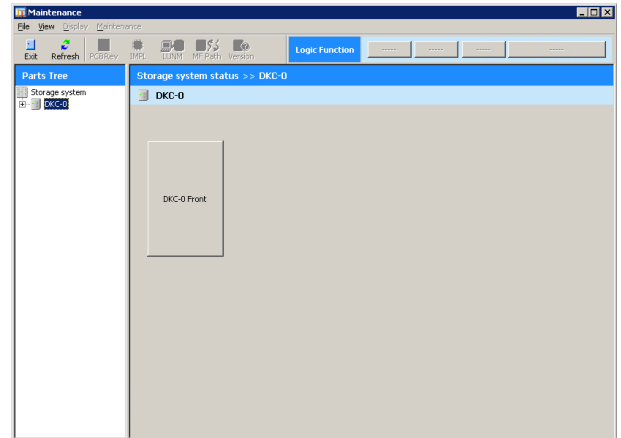 Maintenance
File View Display Maintenance
Exit Refresh PCBRev IMPL LUNM MF Path Version
Logic Function ----- ----- ----- -----
Parts Tree
Storage system status >> DKC-0
Storage system
DKC-0
DKC-0
DKC-0 Front